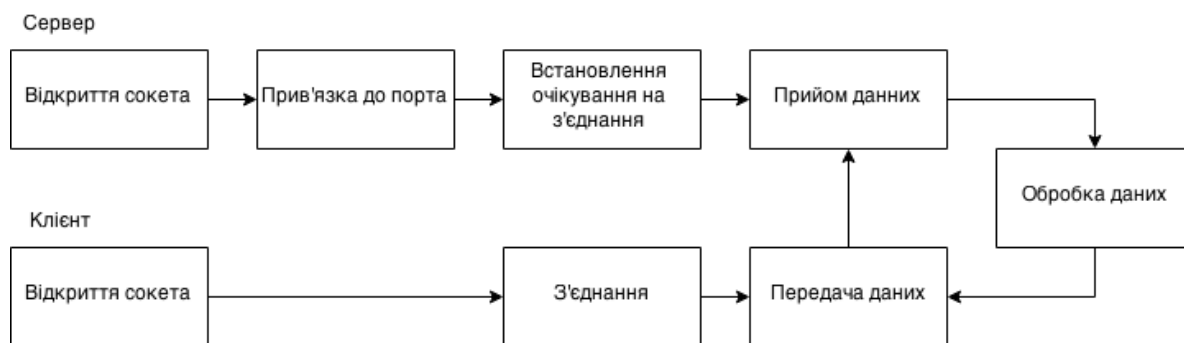 Сервер
Відкриття сокета
Прив'язка до порта
Встановлення
очікування на
з'єднання
Прийом данних
Обробка даних
Клієнт
Відкриття сокета
З'єднання
Передача даних